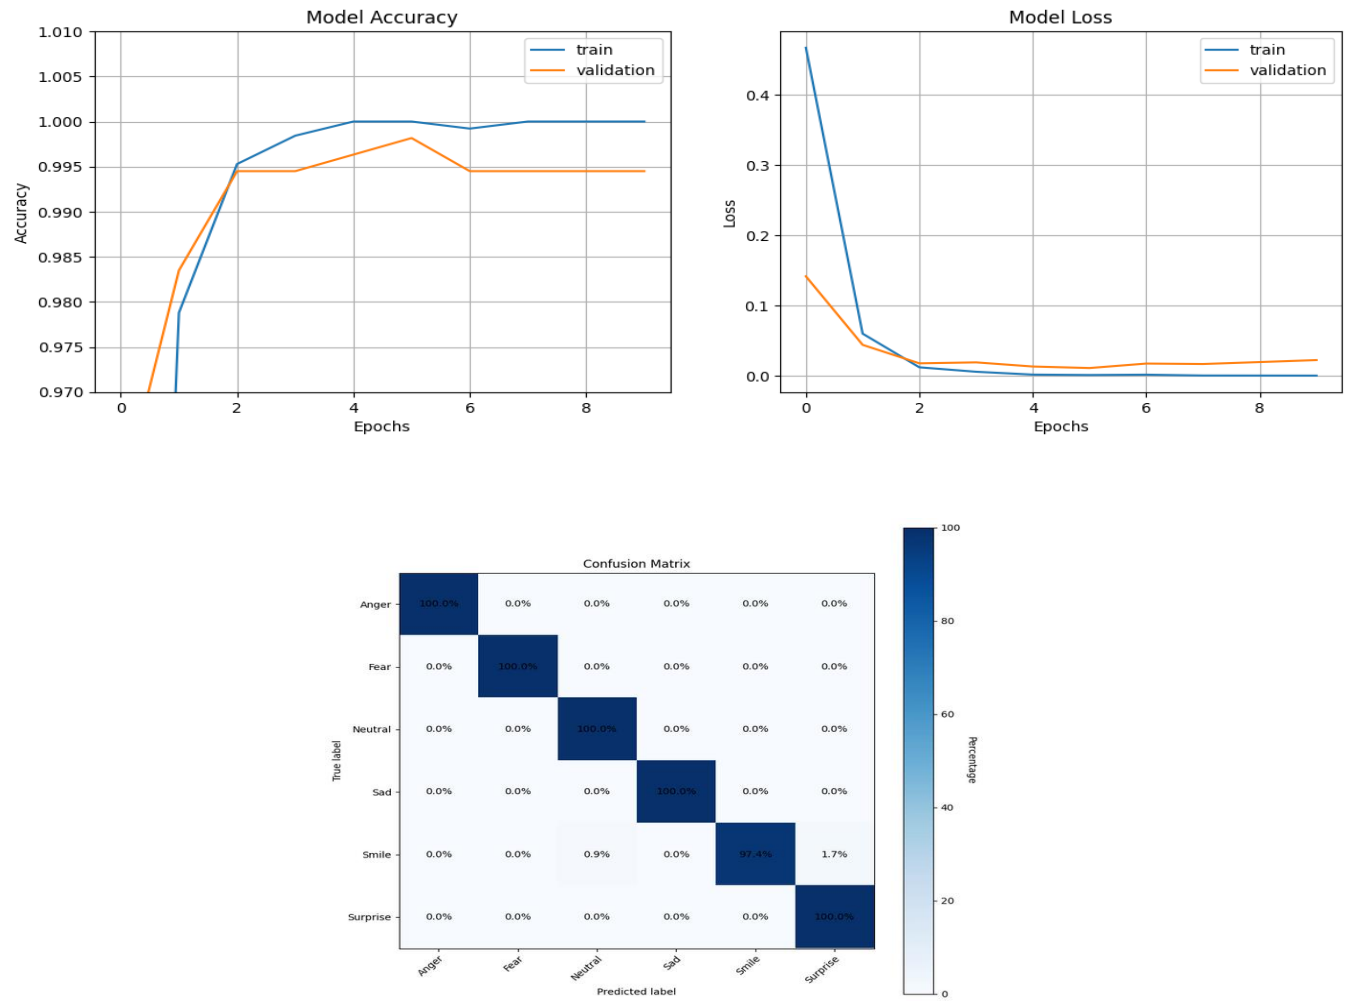 Model Accuracy
1.010
1.005
1.000
0.995
0.990
0.985
0.980
0.975
0.970
Accuracy
0 2 4 6 8
Epochs
train
validation
Model Loss
0.4
0.3
0.2
0.1
0.0
Loss
0 2 4 6 8
Epochs
train
validation
Confusion Matrix
True label
Anger 100.0% 0.0% 0.0% 0.0% 0.0% 0.0%
Fear 0.0% 100.0% 0.0% 0.0% 0.0% 0.0%
Neutral 0.0% 0.0% 100.0% 0.0% 0.0% 0.0%
Sad 0.0% 0.0% 0.0% 100.0% 0.0% 0.0%
Smile 0.0% 0.0% 0.9% 0.0% 97.4% 1.7%
Surprise 0.0% 0.0% 0.0% 0.0% 0.0% 100.0%
Anger Fear Neutral Sad Smile Surprise
Predicted label
100
80
60
40
20
0
Percentage